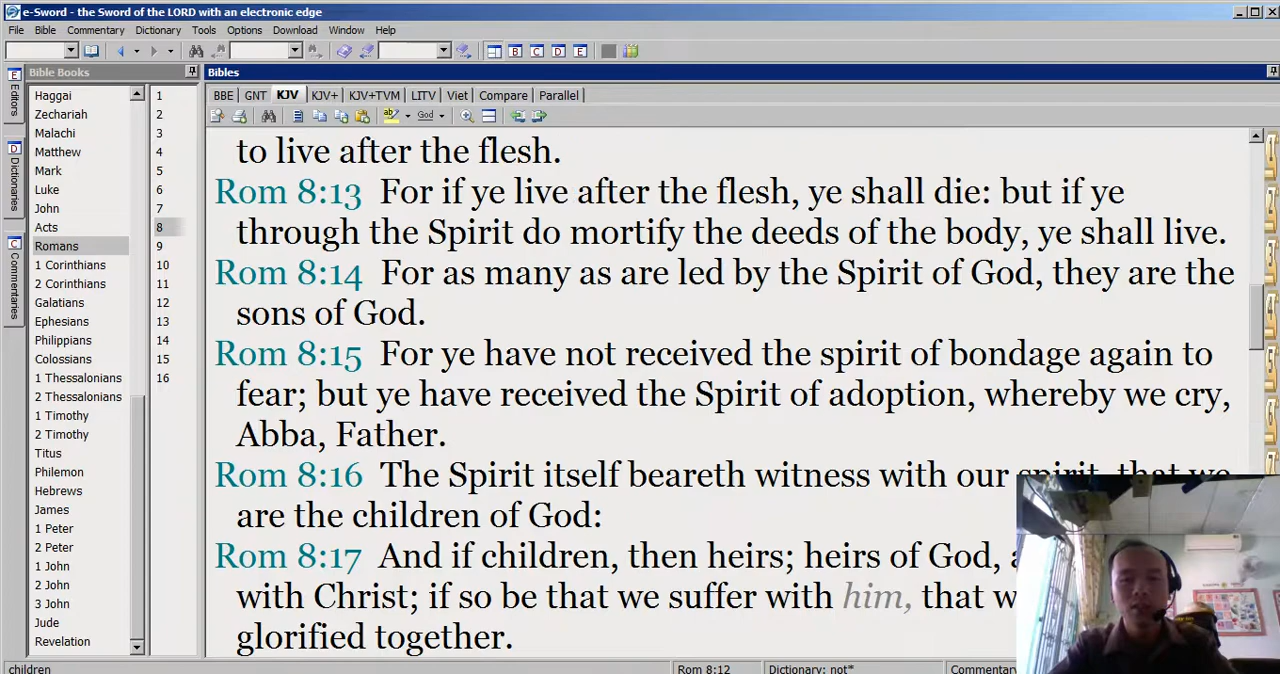 e-Sword - the Sword of the LORD with an electronic edge
File Bible Commentary Dictionary Tools Options Download Window Help
B C D E
Bible Books
Bibles
E Editors
D Dictionaries
C Commentaries
Haggai
Zechariah
Malachi
Matthew
Mark
Luke
John
Acts
Romans
1 Corinthians
2 Corinthians
Galatians
Ephesians
Philippians
Colossians
1 Thessalonians
2 Thessalonians
1 Timothy
2 Timothy
Titus
Philemon
Hebrews
James
1 Peter
2 Peter
1 John
2 John
3 John
Jude
Revelation
1
2
3
4
5
6
7
8
9
10
11
12
13
14
15
16
BBE GNT KJV KJV+ KJV+TVM LITV Viet Compare Parallel
ab God
to live after the flesh.
Rom 8:13 For if ye live after the flesh, ye shall die: but if ye
through the Spirit do mortify the deeds of the body, ye shall live.
Rom 8:14 For as many as are led by the Spirit of God, they are the
sons of God.
Rom 8:15 For ye have not received the spirit of bondage again to
fear; but ye have received the Spirit of adoption, whereby we cry,
Abba, Father.
Rom 8:16 The Spirit itself beareth witness with our spirit, that we
are the children of God:
Rom 8:17 And if children, then heirs; heirs of God,
with Christ; if so be that we suffer with him, that
glorified together.
children
Rom 8:12
Dictionary: not*
Commentary